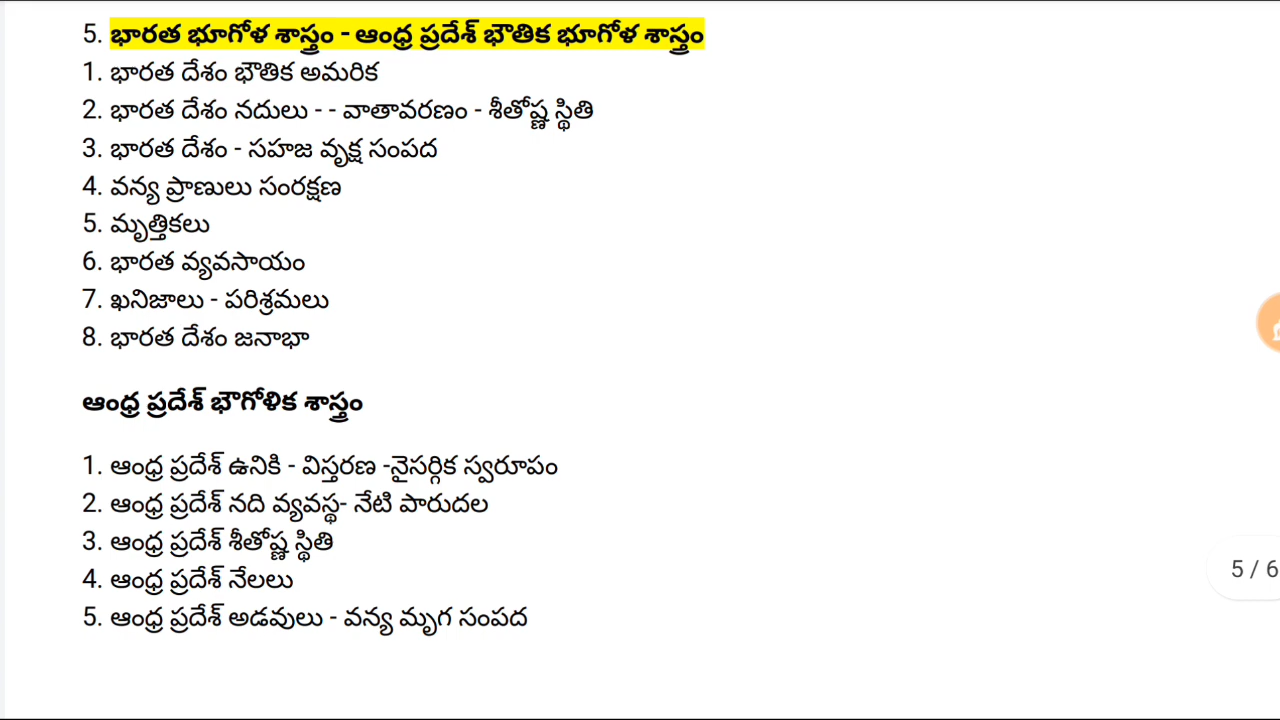 5. భారత భూగోళ శాస్త్రం - ఆంధ్ర ప్రదేశ్ భౌతిక భూగోళ శాస్త్రం
1. భారత దేశం భౌతిక అమరిక
2. భారత దేశం నదులు - - వాతావరణం - శీతోష్ణ స్థితి
3. భారత దేశం - సహజ వృక్ష సంపద
4. వన్య ప్రాణులు సంరక్షణ
5. మృత్తికలు
6. భారత వ్యవసాయం
7. ఖనిజాలు - పరిశ్రమలు
8. భారత దేశం జనాభా
ఆంధ్ర ప్రదేశ్ భౌగోళిక శాస్త్రం
1. ఆంధ్ర ప్రదేశ్ ఉనికి - విస్తరణ -నైసర్గిక స్వరూపం
2. ఆంధ్ర ప్రదేశ్ నది వ్యవస్థ- నేటి పారుదల
3. ఆంధ్ర ప్రదేశ్ శీతోష్ణ స్థితి
4. ఆంధ్ర ప్రదేశ్ నేలలు
5. ఆంధ్ర ప్రదేశ్ అడవులు - వన్య మృగ సంపద
5 / 6